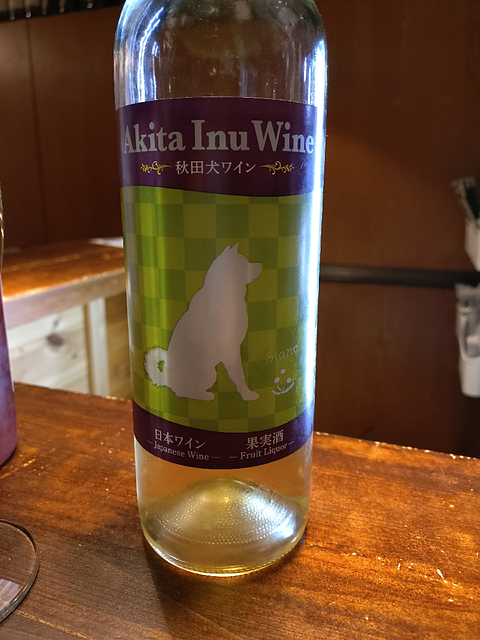 Akita Inu Wine
秋田犬ワイン
Blanc
日本ワイン
—Japanese Wine—
果実酒
—Fruit Liquor—